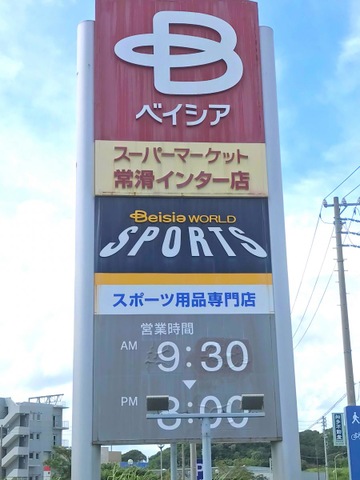 B
ベイシア
スーパーマーケット
常滑インター店
Beisia WORLD
SPORTS
スポーツ用品専門店
営業時間
AM 9:30
PM 8:00